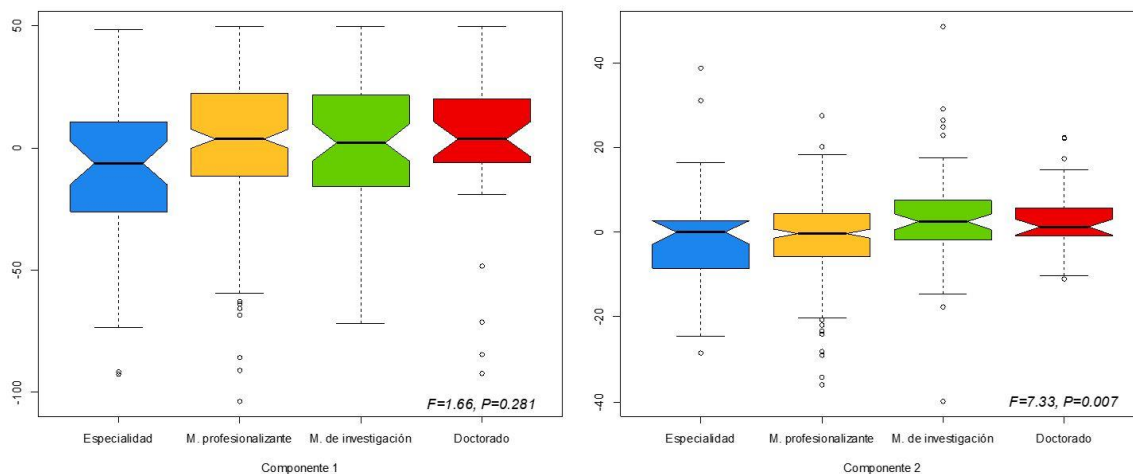 50
0
-50
-100
F=1.66, P=0.281
Especialidad M. profesionalizante M. de investigación Doctorado
Componente 1
40
20
0
-20
-40
F=7.33, P=0.007
Especialidad M. profesionalizante M. de investigación Doctorado
Componente 2